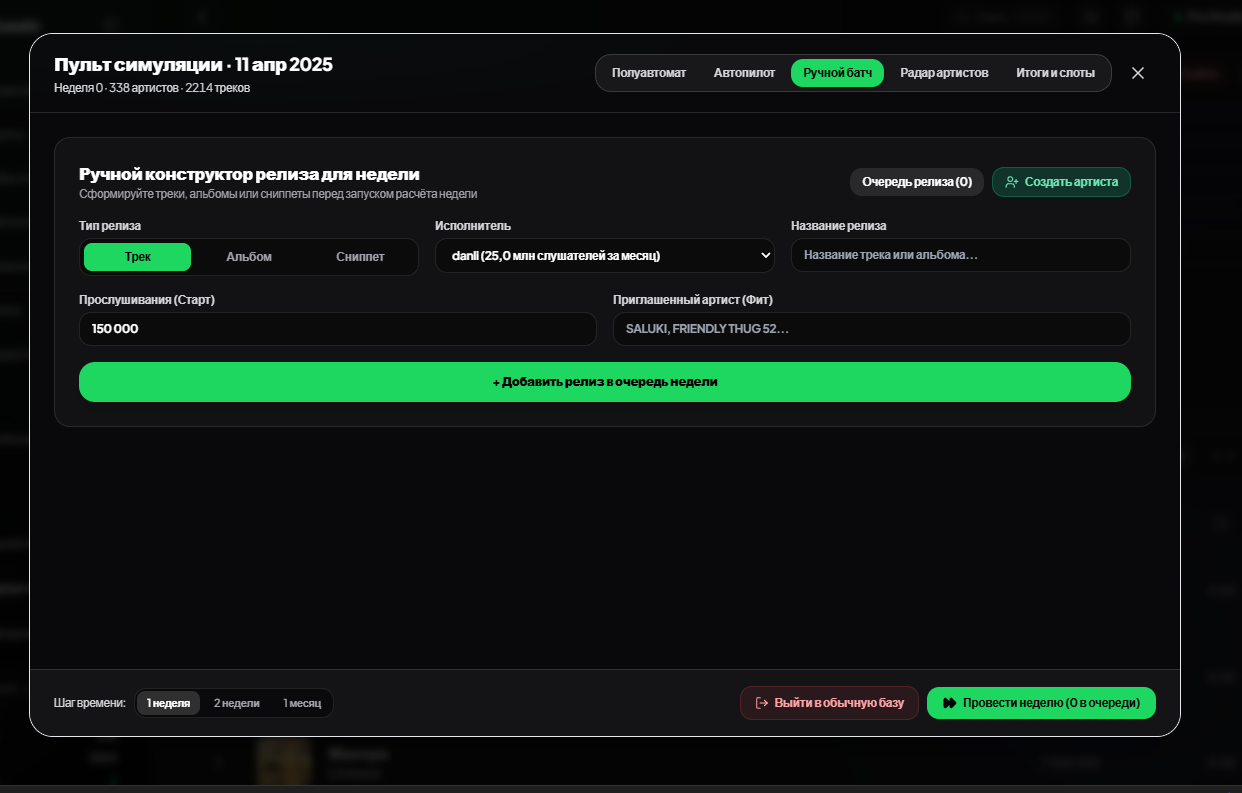 Пульт симуляции · 11 апр 2025
Неделя 0 · 338 артистов · 2214 треков
Полуавтомат
Автопилот
Ручной батч
Радар артистов
Итоги и слоты
Ручной конструктор релиза для недели
Сформируйте треки, альбомы или сниппеты перед запуском расчёта недели
Очередь релиза (0)
Создать артиста
Тип релиза
Трек
Альбом
Сниппет
Исполнитель
danll (25,0 млн слушателей за месяц)
Название релиза
Название трека или альбома...
Прослушивания (Старт)
150 000
Приглашенный артист (Фит)
SALUKI, FRIENDLY THUG 52...
+ Добавить релиз в очередь недели
Шаг времени:
1 неделя
2 недели
1 месяц
Выйти в обычную базу
Провести неделю (0 в очереди)